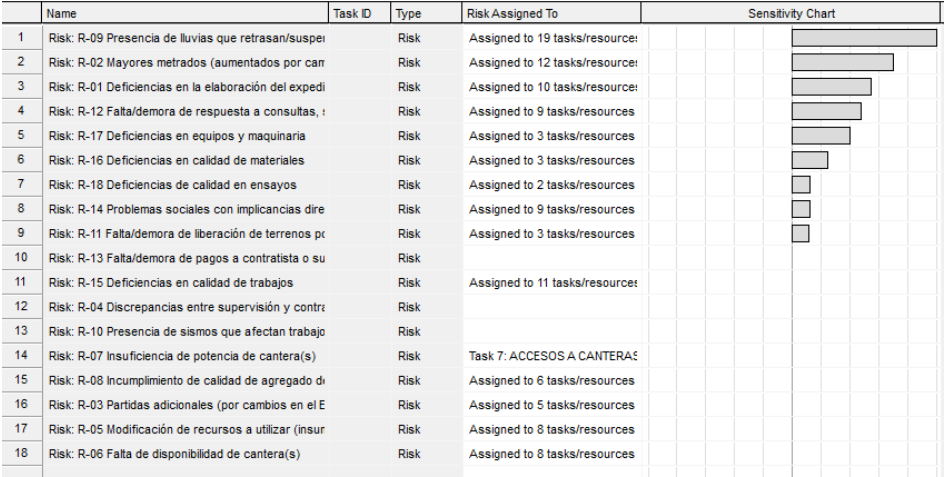 Name Task ID Type Risk Assigned To Sensitivity Chart
1 Risk: R-09 Presencia de lluvias que retrasan/suspe Risk Assigned to 19 tasks/resources
2 Risk: R-02 Mayores metrados (aumentados por cam Risk Assigned to 12 tasks/resources
3 Risk: R-01 Deficiencias en la elaboración del expedi Risk Assigned to 10 tasks/resources
4 Risk: R-12 Falta/demora de respuesta a consultas, Risk Assigned to 9 tasks/resources
5 Risk: R-17 Deficiencias en equipos y maquinaria Risk Assigned to 3 tasks/resources
6 Risk: R-16 Deficiencias en calidad de materiales Risk Assigned to 3 tasks/resources
7 Risk: R-18 Deficiencias de calidad en ensayos Risk Assigned to 2 tasks/resources
8 Risk: R-14 Problemas sociales con implicancias dire Risk Assigned to 9 tasks/resources
9 Risk: R-11 Falta/demora de liberación de terrenos po Risk Assigned to 3 tasks/resources
10 Risk: R-13 Falta/demora de pagos a contratista o su Risk
11 Risk: R-15 Deficiencias en calidad de trabajos Risk Assigned to 11 tasks/resources
12 Risk: R-04 Discrepancias entre supervisión y contra Risk
13 Risk: R-10 Presencia de sismos que afectan trabajo Risk
14 Risk: R-07 Insuficiencia de potencia de cantera(s) Risk Task 7: ACCESOS A CANTERAS
15 Risk: R-08 Incumplimiento de calidad de agregado de Risk Assigned to 6 tasks/resources
16 Risk: R-03 Partidas adicionales (por cambios en el E Risk Assigned to 5 tasks/resources
17 Risk: R-05 Modificación de recursos a utilizar (insum Risk Assigned to 8 tasks/resources
18 Risk: R-06 Falta de disponibilidad de cantera(s) Risk Assigned to 8 tasks/resources